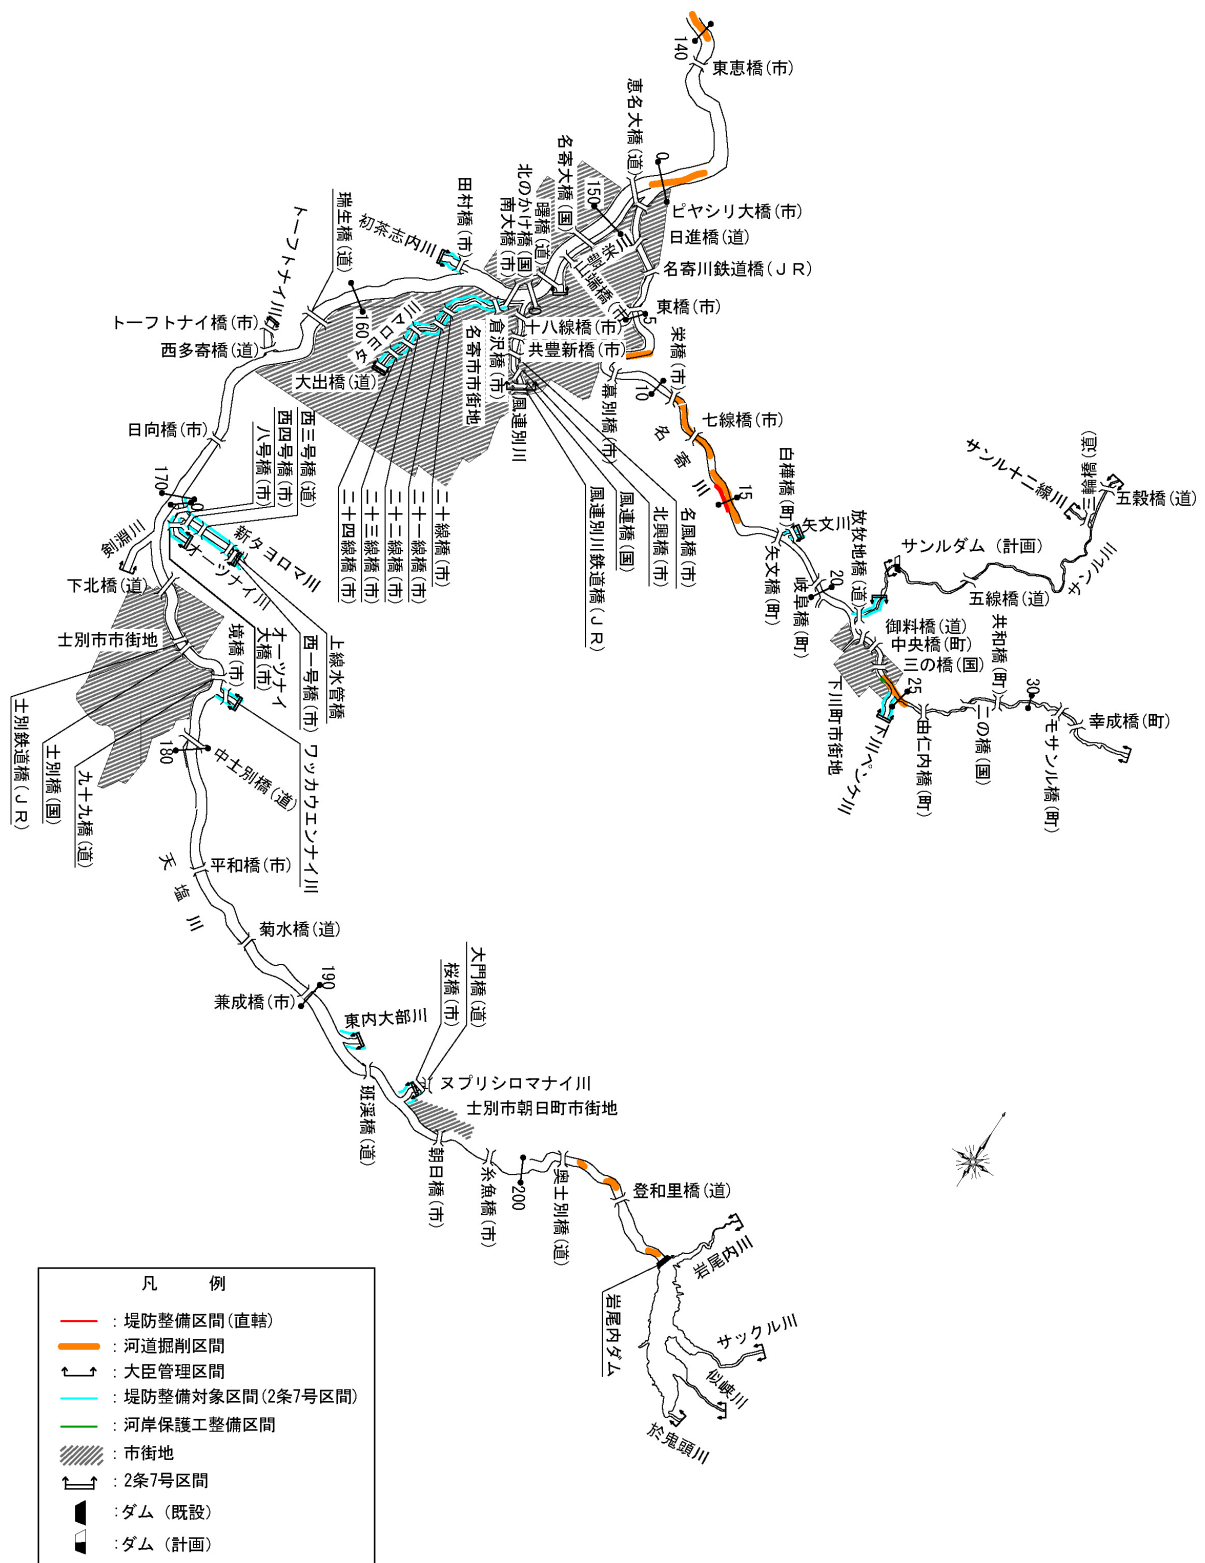 140
東恵橋(市)
恵名大橋(道)
0
名寄大橋(国)
150
ピヤシリ大橋(市)
日進橋(道)
北のかけ橋(国)
曙橋(道)
南大橋(市)
名寄川鉄道橋(JR)
田村橋(市)
初茶志内川
瑞生橋(道)
トーフトナイ川
東橋(市)
5
十八線橋(市)
共豊新橋(市)
栄橋(市)
160
タヨロマ川
トーフトナイ橋(市)
西多寄橋(道)
大出橋(道)
倉沢橋(市)
名寄市市街地
風連別川
幕別橋(市)
10
七線橋(市)
名寄川
15
白樺橋(町)
矢文川
矢文橋(町)
サンル十二線川
三輪橋(道)
五穀橋(道)
サンルダム(計画)
サンル川
五線橋(道)
放牧地橋(道)
20
岐阜橋(町)
御料橋(道)
中央橋(町)
三の橋(国)
共和橋(町)
25
30
下川町市街地
下川ペンケ川
由仁内橋(町)
二の橋(国)
モサンル橋(町)
幸成橋(町)
日向橋(市)
170
0
八号橋(市)
西四号橋(市)
西三号橋(道)
二十四線橋(市)
二十三線橋(市)
二十二線橋(市)
二十一線橋(市)
二十線橋(市)
風連別川鉄道橋(JR)
風連橋(国)
北興橋(市)
名風橋(市)
剣淵川
新タヨロマ川
オーツナイ川
下北橋(道)
士別市市街地
境橋(市)
オーツナイ
大橋(市)
西一号橋(市)
上線水管橋
士別鉄道橋(JR)
士別橋(国)
九十九橋(道)
180
中士別橋(道)
ワッカウエンナイ川
平和橋(市)
天塩川
菊水橋(道)
190
兼成橋(市)
東内大部川
桜橋(市)
大門橋(道)
ヌプリシロマナイ川
士別市朝日町市街地
班渓橋(道)
朝日橋(市)
糸魚橋(市)
200
奥士別橋(道)
登和里橋(道)
岩尾内川
岩尾内ダム
サックル川
似峡川
於鬼頭川
凡 例
:堤防整備区間(直轄)
:河道掘削区間
:大臣管理区間
:堤防整備対象区間(2条7号区間)
:河岸保護工整備区間
:市街地
:2条7号区間
:ダム(既設)
:ダム(計画)